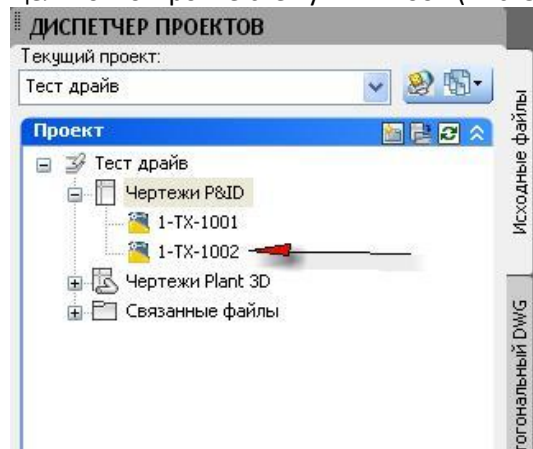 ДИСПЕТЧЕР ПРОЕКТОВ
Текущий проект:
Тест драйв
Проект
Тест драйв
Чертежи P&ID
1-TX-1001
1-TX-1002
Чертежи Plant 3D
Связанные файлы
Исходные файлы
DWG